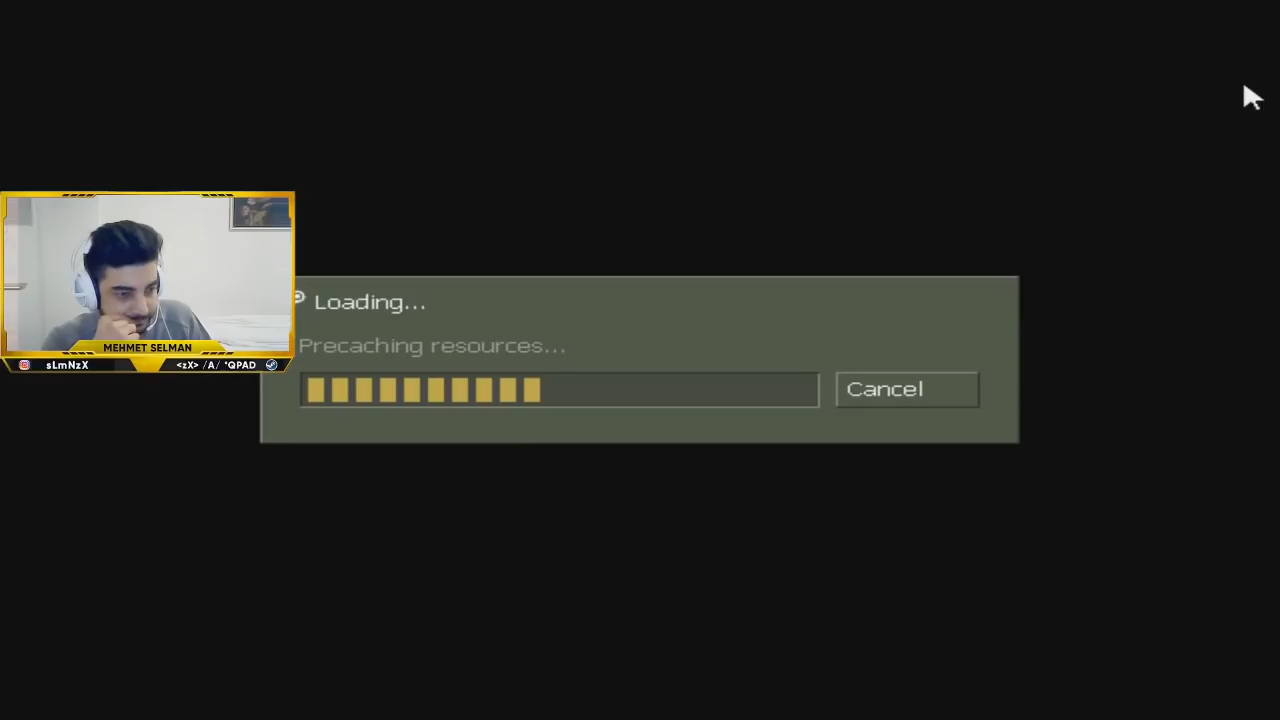 Loading...
Precaching resources...
Cancel
MEHMET SELMAN
sLmNzX
<zX> /A/ *QPAD